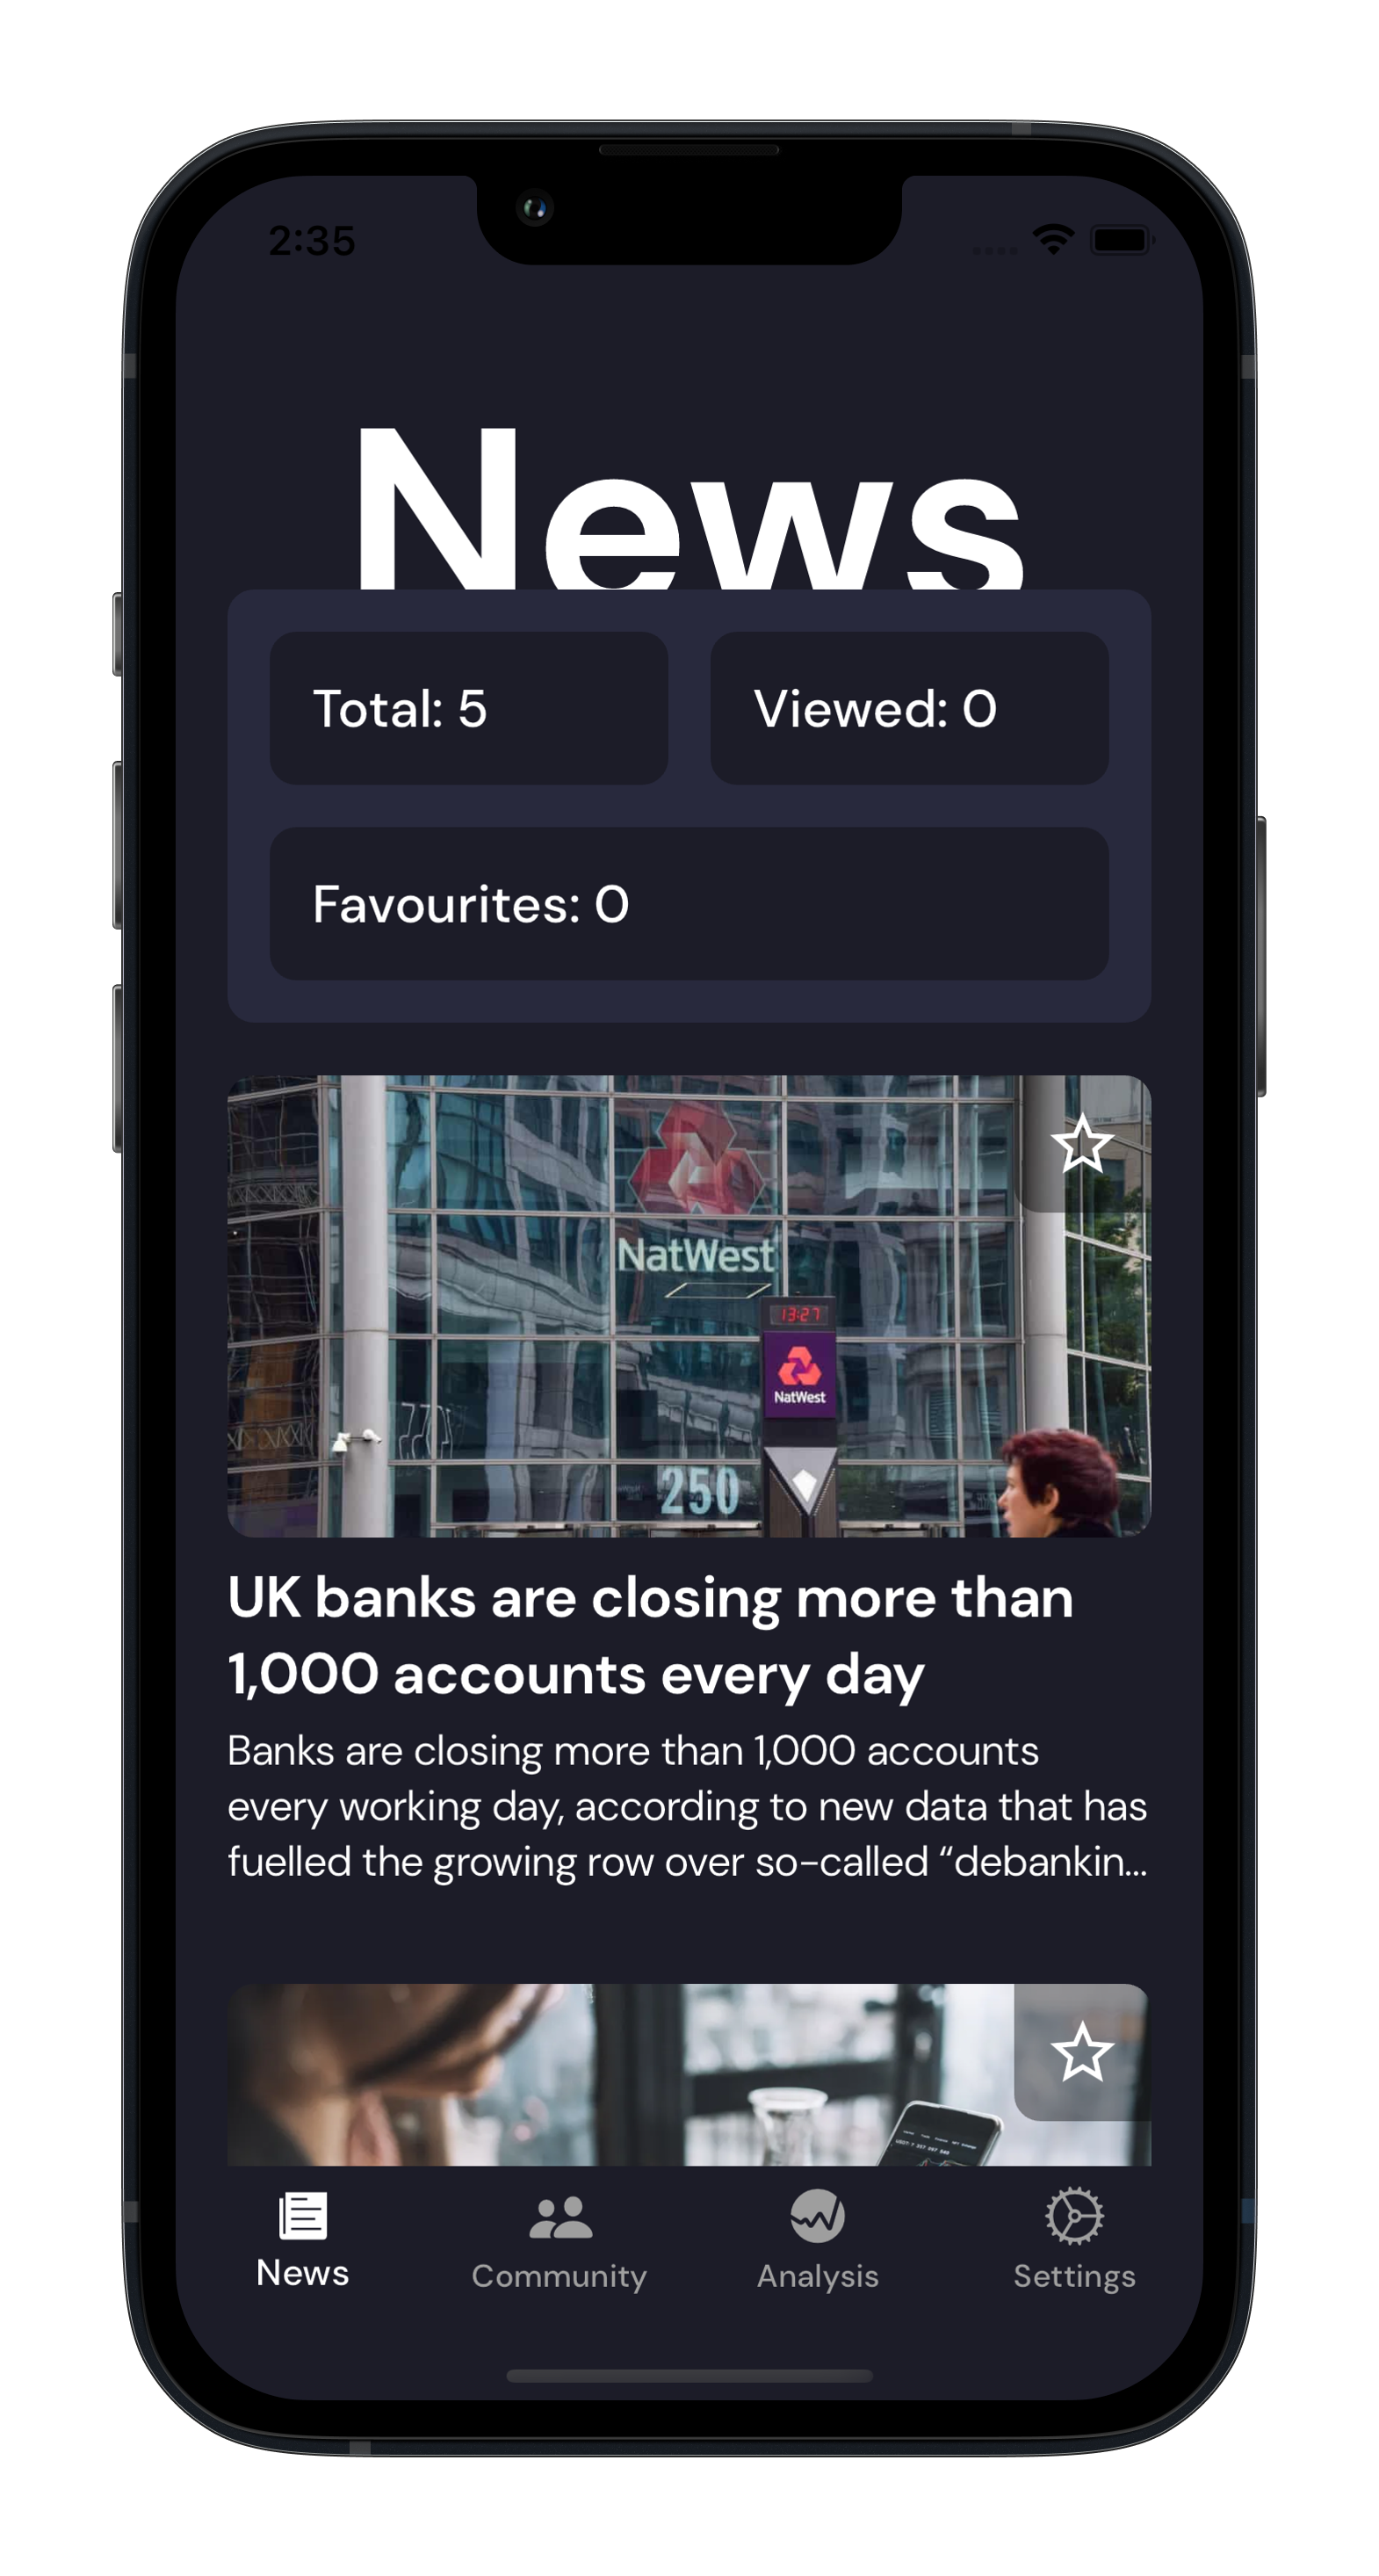 2:35
News
Total: 5
Viewed: 0
Favourites: 0
NatWest
13:27
NatWest
250
UK banks are closing more than
1,000 accounts every day
Banks are closing more than 1,000 accounts
every working day, according to new data that has
fuelled the growing row over so-called “debankin...
News
Community
Analysis
Settings